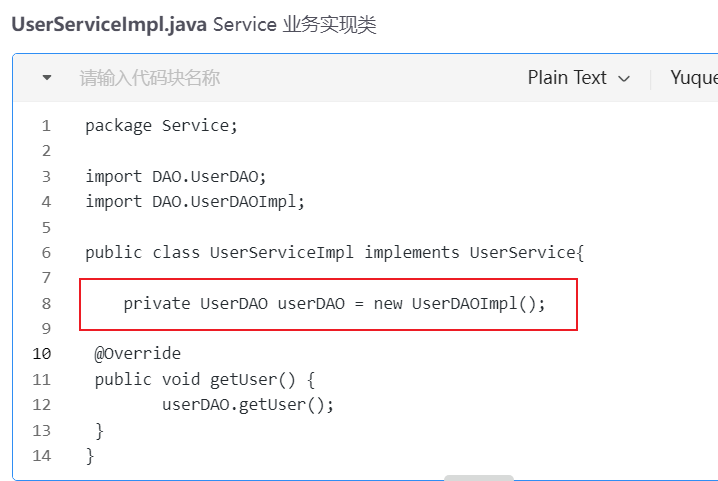 UserServiceImpl.java Service 业务实现类
请输入代码块名称 Plain Text Yuque
1 package Service;
2
3 import DAO.UserDAO;
4 import DAO.UserDAOImpl;
5
6 public class UserServiceImpl implements UserService{
7
8 private UserDAO userDAO = new UserDAOImpl();
9
10 @Override
11 public void getUser() {
12 userDAO.getUser();
13 }
14 }